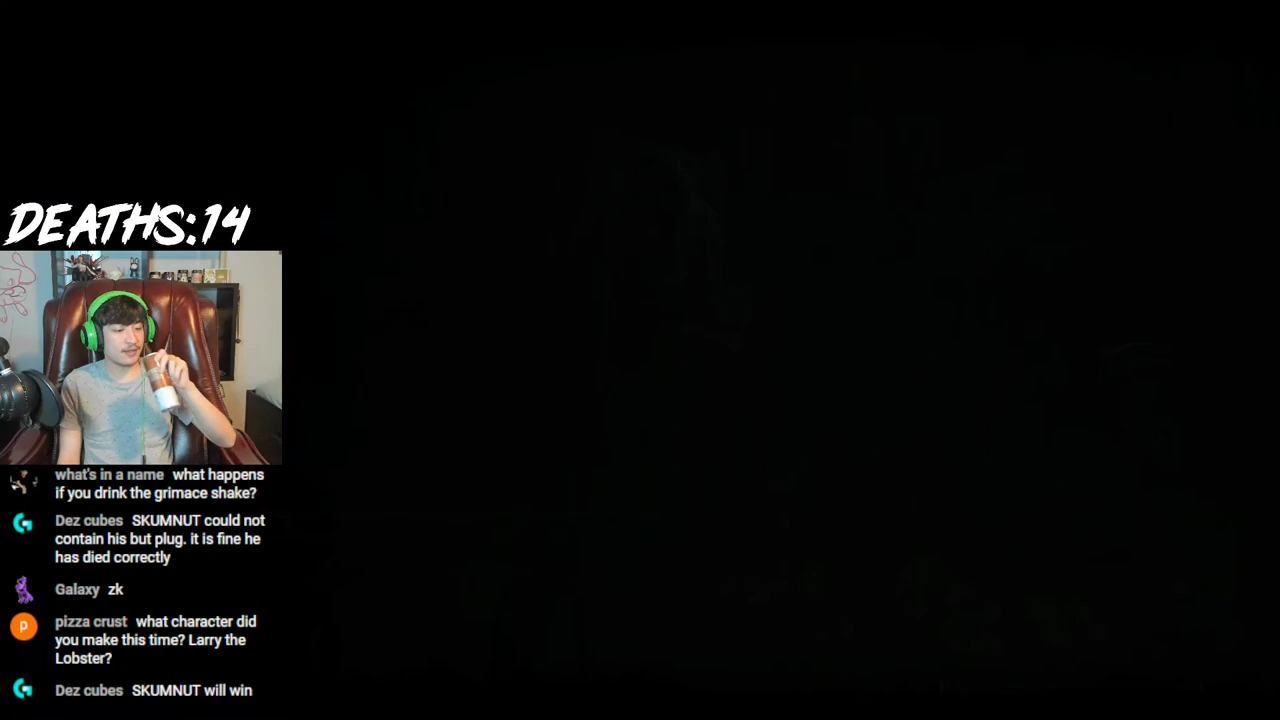 DEATHS:14
what's in a name what happens
if you drink the grimace shake?
Dez cubes SKUMNUT could not
contain his but plug. it is fine he
has died correctly
Galaxy zk
p
pizza crust what character did
you make this time? Larry the
Lobster?
Dez cubes SKUMNUT will win